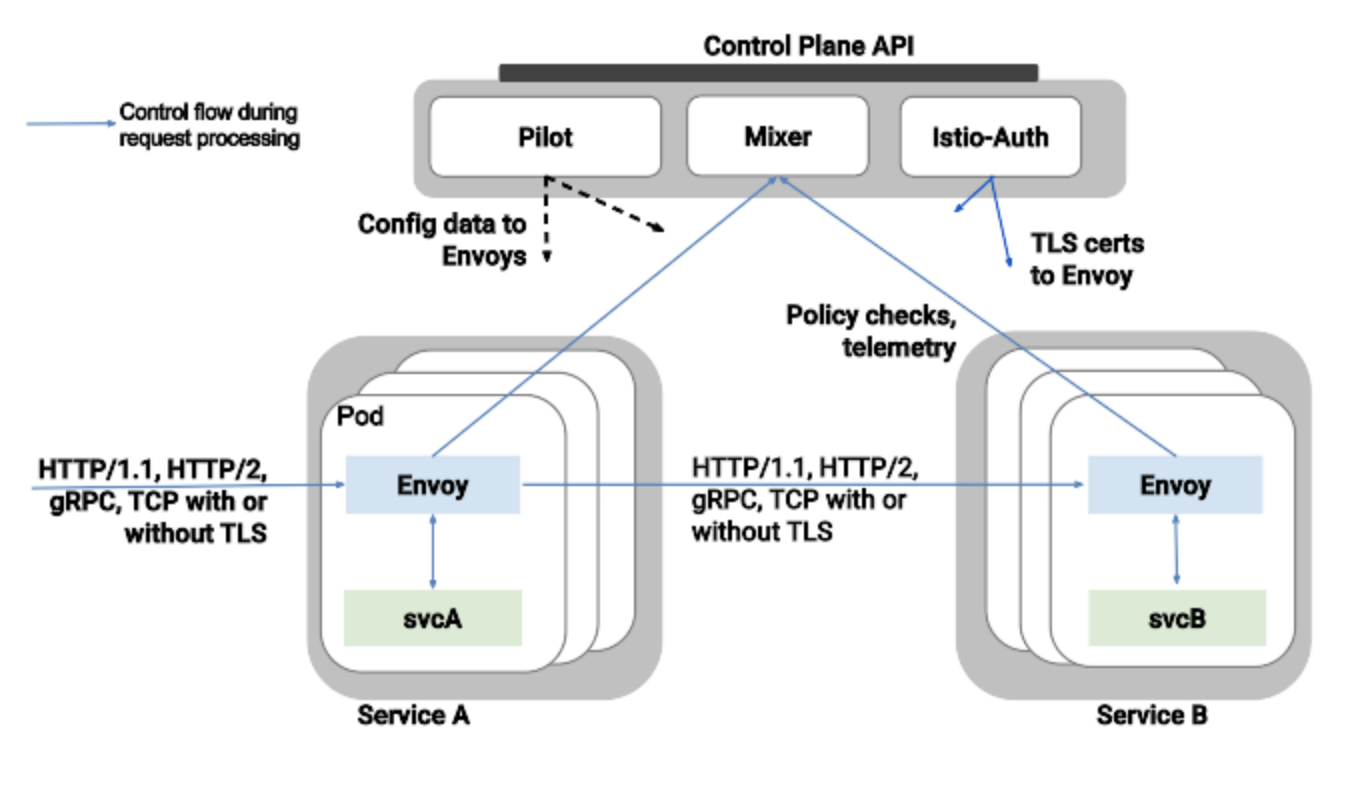 Control Plane API
Control flow during
request processing
Pilot
Mixer
Istio-Auth
Config data to
Envoys
TLS certs
to Envoy
Policy checks,
telemetry
Pod
HTTP/1.1, HTTP/2,
gRPC, TCP with or
without TLS
Envoy
HTTP/1.1, HTTP/2,
gRPC, TCP with or
without TLS
Envoy
svcA
svcB
Service A
Service B